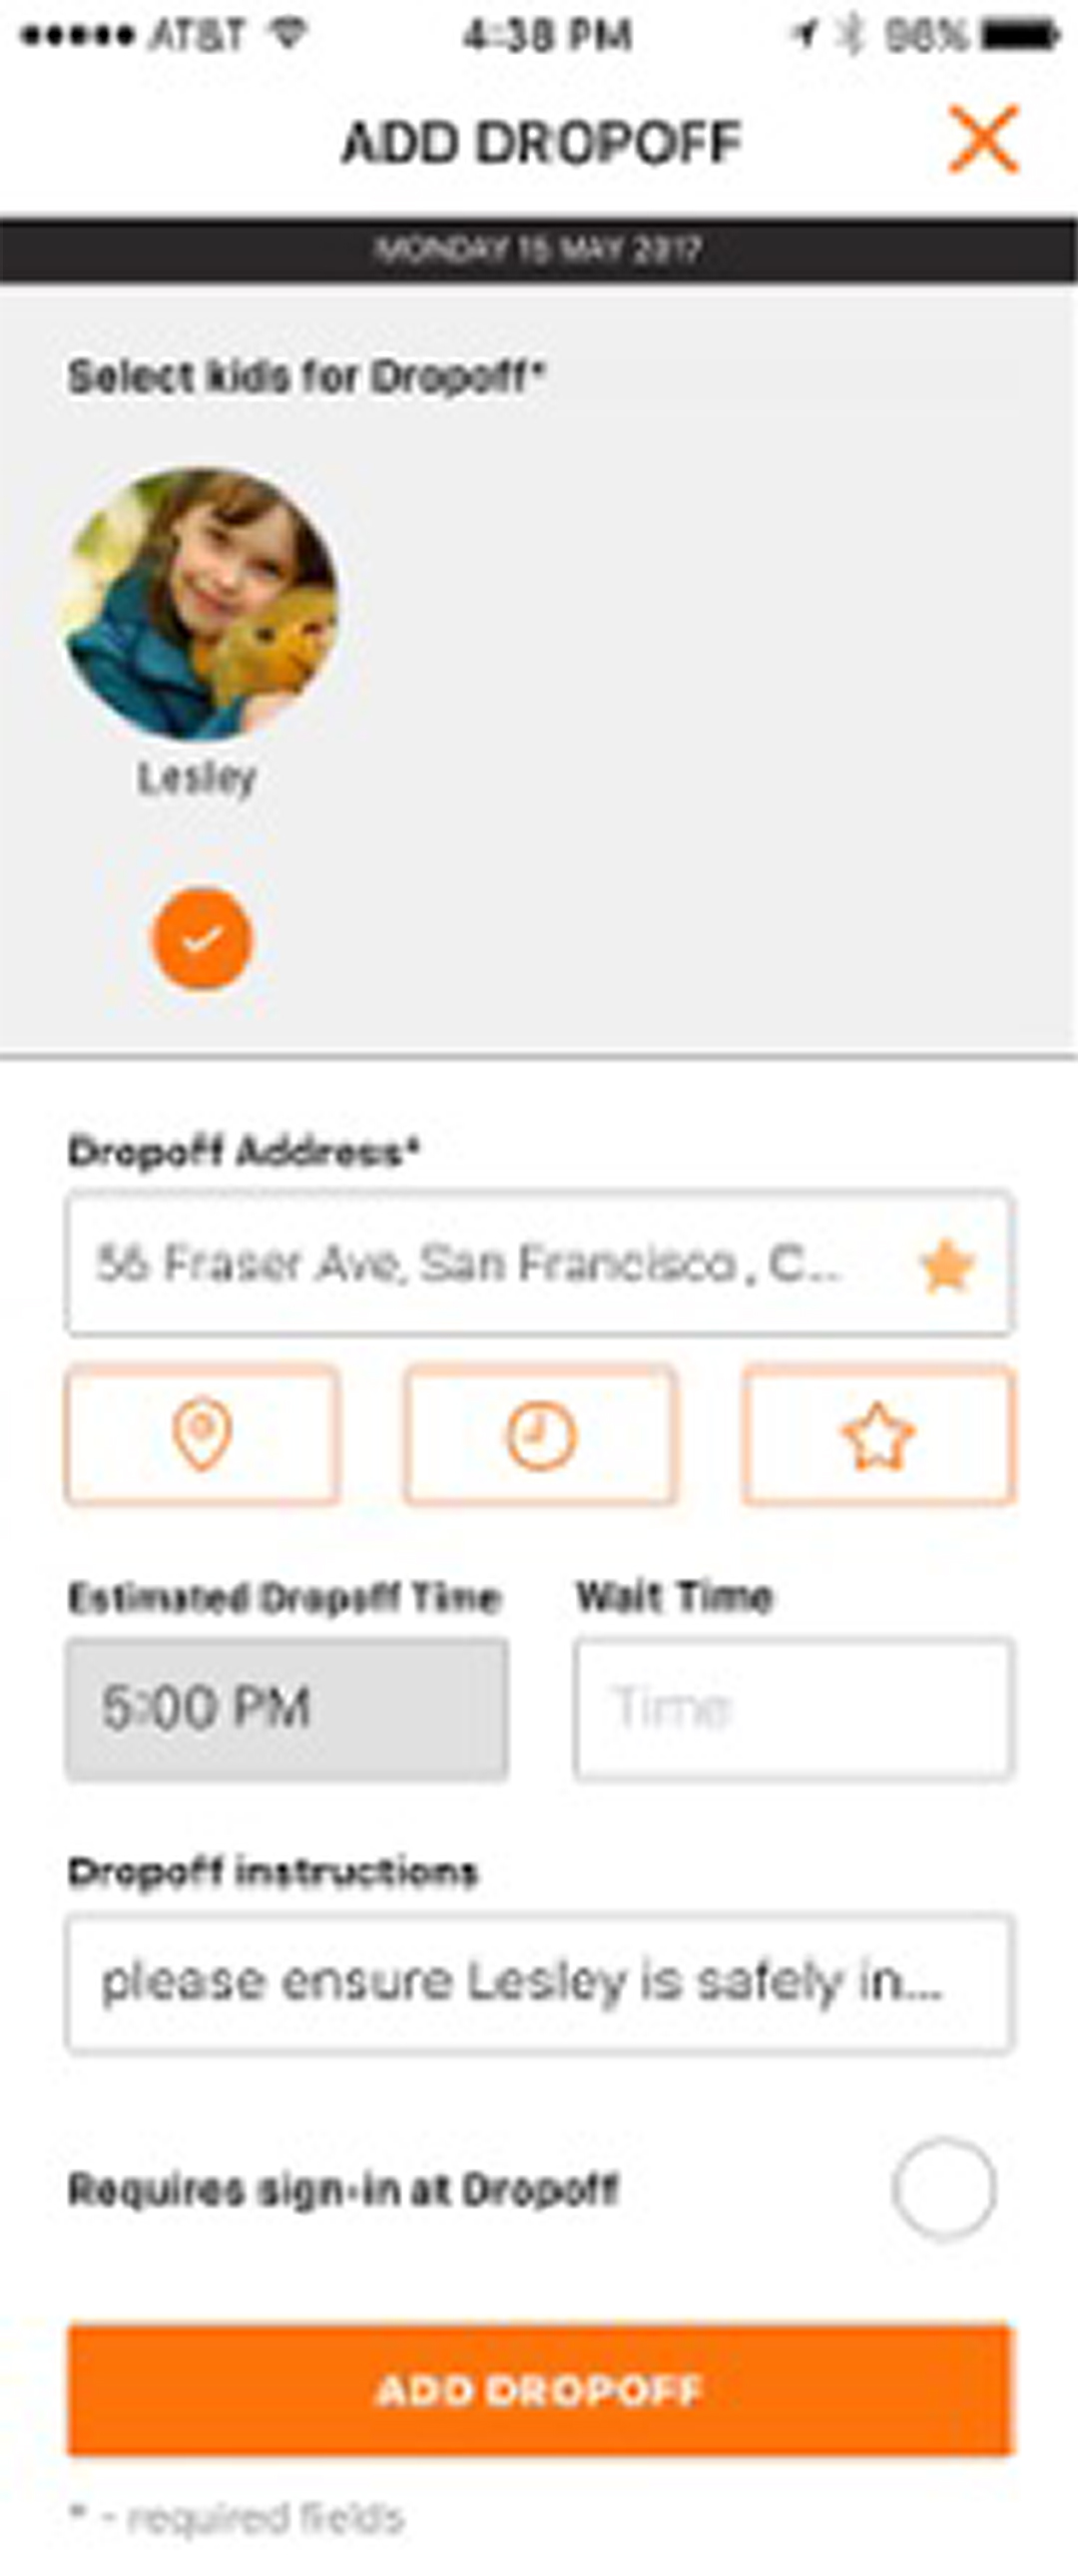 AT&T 4:38 PM 98%
ADD DROPOFF
MONDAY 15 MAY 2017
Select kids for Dropoff*
Lesley
Dropoff Address*
56 Fraser Ave, San Francisco , C...
Estimated Dropoff Time Wait Time
5:00 PM Time
Dropoff instructions
please ensure Lesley is safely in...
Requires sign-in at Dropoff
ADD DROPOFF
* - required fields